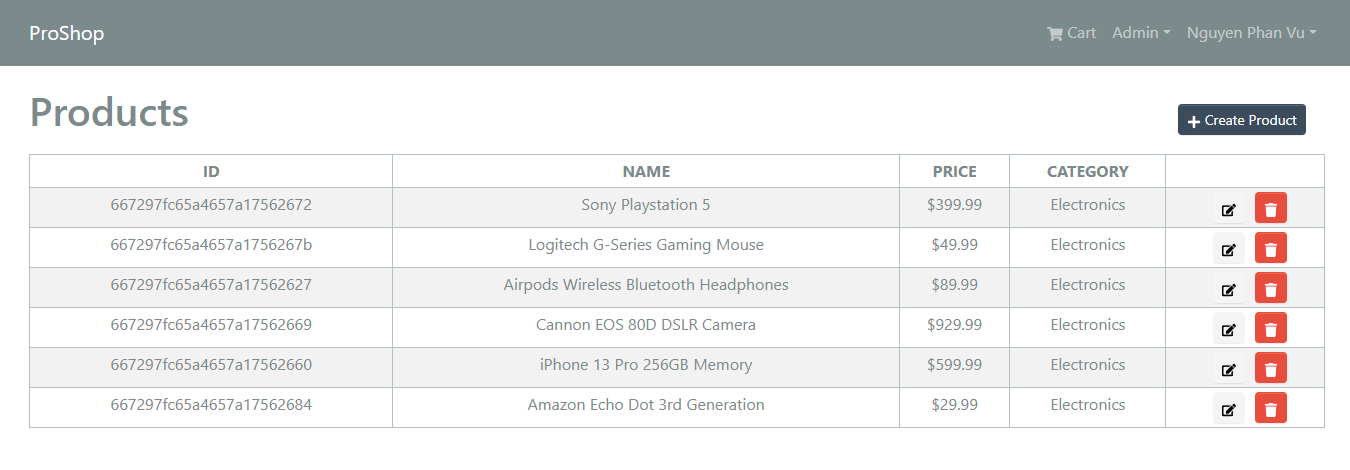 ProShop Cart Admin Nguyen Phan Vu
Products
Create Product
ID NAME PRICE CATEGORY
667297fc65a4657a17562672 Sony Playstation 5 $399.99 Electronics
667297fc65a4657a1756267b Logitech G-Series Gaming Mouse $49.99 Electronics
667297fc65a4657a17562627 Airpods Wireless Bluetooth Headphones $89.99 Electronics
667297fc65a4657a17562669 Cannon EOS 80D DSLR Camera $929.99 Electronics
667297fc65a4657a17562660 iPhone 13 Pro 256GB Memory $599.99 Electronics
667297fc65a4657a17562684 Amazon Echo Dot 3rd Generation $29.99 Electronics